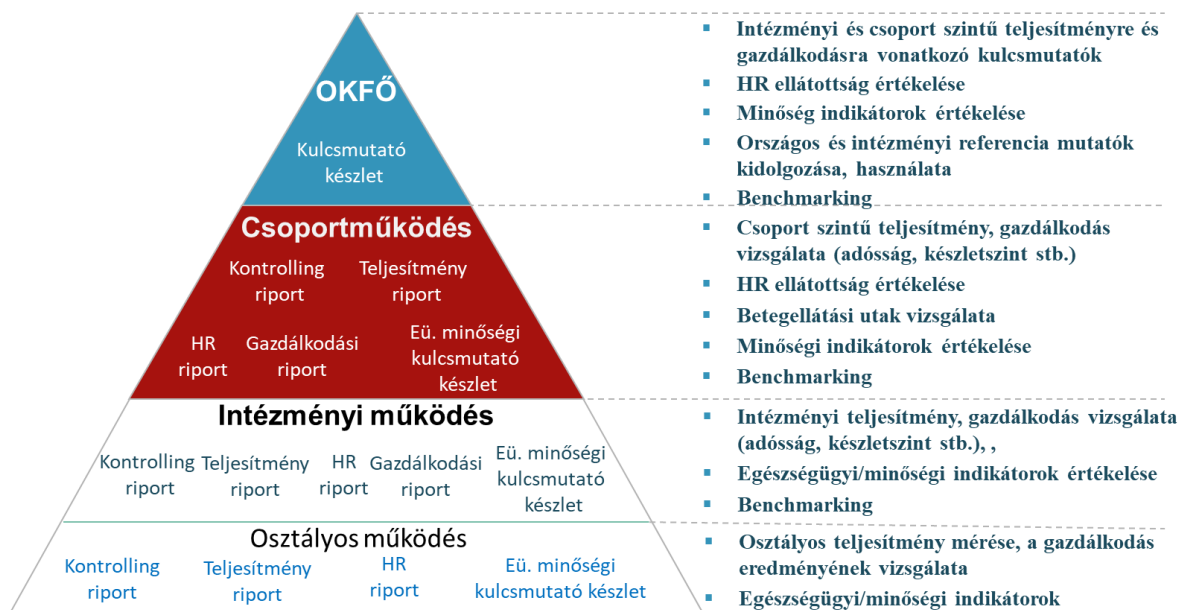 OKFŐ
Kulcsmutató
készlet
Intézményi és csoport szintű teljesítményre és
gazdálkodásra vonatkozó kulcsmutatók
HR ellátottság értékelése
Minőség indikátorok értékelése
Országos és intézményi referencia mutatók
kidolgozása, használata
Benchmarking
Csoportműködés
Kontrolling
riport
Teljesítmény
riport
HR
riport
Gazdálkodási
riport
Eü. minőségi
kulcsmutató
készlet
Csoport szintű teljesítmény, gazdálkodás
vizsgálata (adósság, készletszint stb.)
HR ellátottság értékelése
Betegellátási utak vizsgálata
Minőségi indikátorok értékelése
Benchmarking
Intézményi működés
Kontrolling
riport
Teljesítmény
riport
HR
riport
Gazdálkodási
riport
Eü. minőségi
kulcsmutató
készlet
Intézményi teljesítmény, gazdálkodás vizsgálata
(adósság, készletszint stb.), ,
Egészségügyi/minőségi indikátorok értékelése
Benchmarking
Osztályos működés
Kontrolling
riport
Teljesítmény
riport
HR
riport
Eü. minőségi
kulcsmutató készlet
Osztályos teljesítmény mérése, a gazdálkodás
eredményének vizsgálata
Egészségügyi/minőségi indikátorok